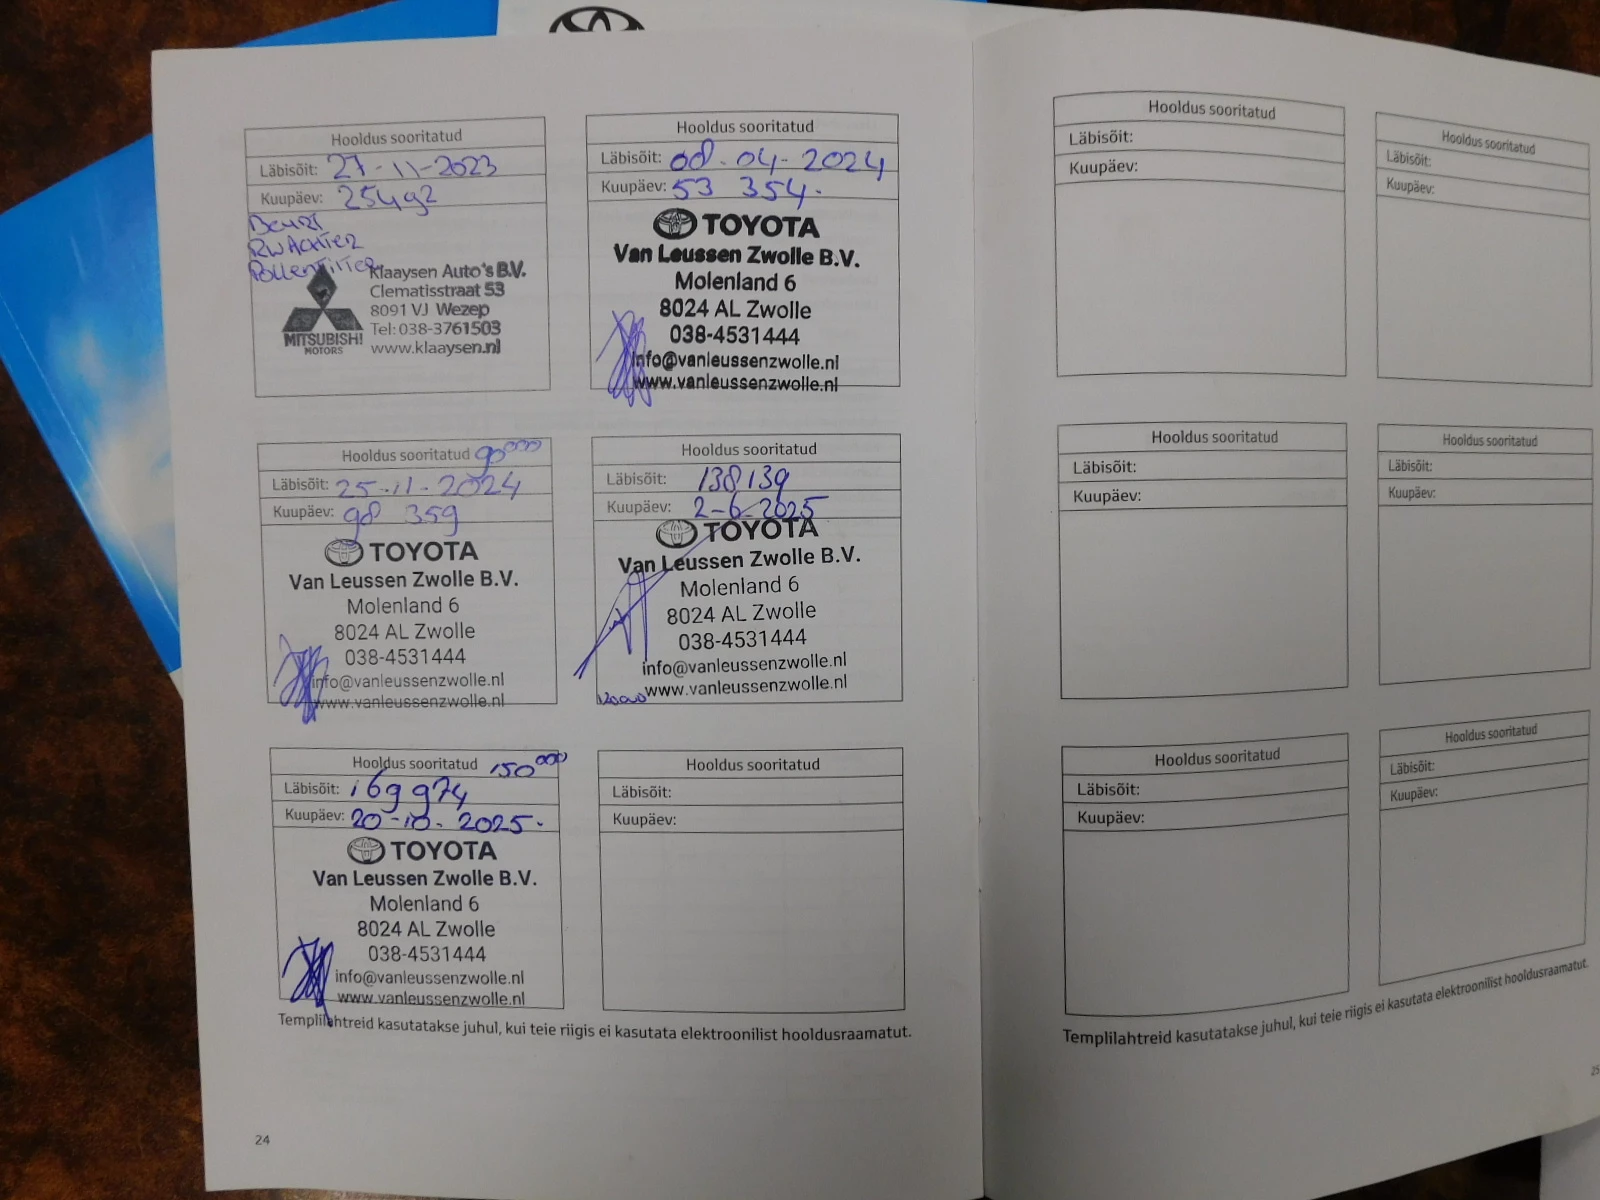 Hooldus sooritatud
Läbisõit: 27-11-2023
Kuupäev: 25492
Beurt
RW Achter
Pollenfilter
Klaaysen Auto's B.V.
Clematisstraat 53
8091 VJ Wezep
Tel: 038-3761503
www.klaaysen.nl
MITSUBISHI
MOTORS
Hooldus sooritatud
Läbisõit: 08-04-2024
Kuupäev: 53 354.
TOYOTA
Van Leussen Zwolle B.V.
Molenland 6
8024 AL Zwolle
038-4531444
info@vanleussenzwolle.nl
www.vanleussenzwolle.nl
Hooldus sooritatud 90000
Läbisõit: 25-11-2024
Kuupäev: 98 359
TOYOTA
Van Leussen Zwolle B.V.
Molenland 6
8024 AL Zwolle
038-4531444
info@vanleussenzwolle.nl
www.vanleussenzwolle.nl
Hooldus sooritatud
Läbisõit: 138139
Kuupäev: 2-6-2025
TOYOTA
Van Leussen Zwolle B.V.
Molenland 6
8024 AL Zwolle
038-4531444
info@vanleussenzwolle.nl
www.vanleussenzwolle.nl
Hooldus sooritatud 150000
Läbisõit: 169974
Kuupäev: 20-10-2025.
TOYOTA
Van Leussen Zwolle B.V.
Molenland 6
8024 AL Zwolle
038-4531444
info@vanleussenzwolle.nl
www.vanleussenzwolle.nl
Hooldus sooritatud
Läbisõit:
Kuupäev:
Templilahtreid kasutatakse juhul, kui teie riigis ei kasutata elektroonilist hooldusraamatut.
24
Hooldus sooritatud
Läbisõit:
Kuupäev:
Hooldus sooritatud
Läbisõit:
Kuupäev:
Hooldus sooritatud
Läbisõit:
Kuupäev:
Hooldus sooritatud
Läbisõit:
Kuupäev:
Hooldus sooritatud
Läbisõit:
Kuupäev:
Hooldus sooritatud
Läbisõit:
Kuupäev:
Templilahtreid kasutatakse juhul, kui teie riigis ei kasutata elektroonilist hooldusraamatut.
25